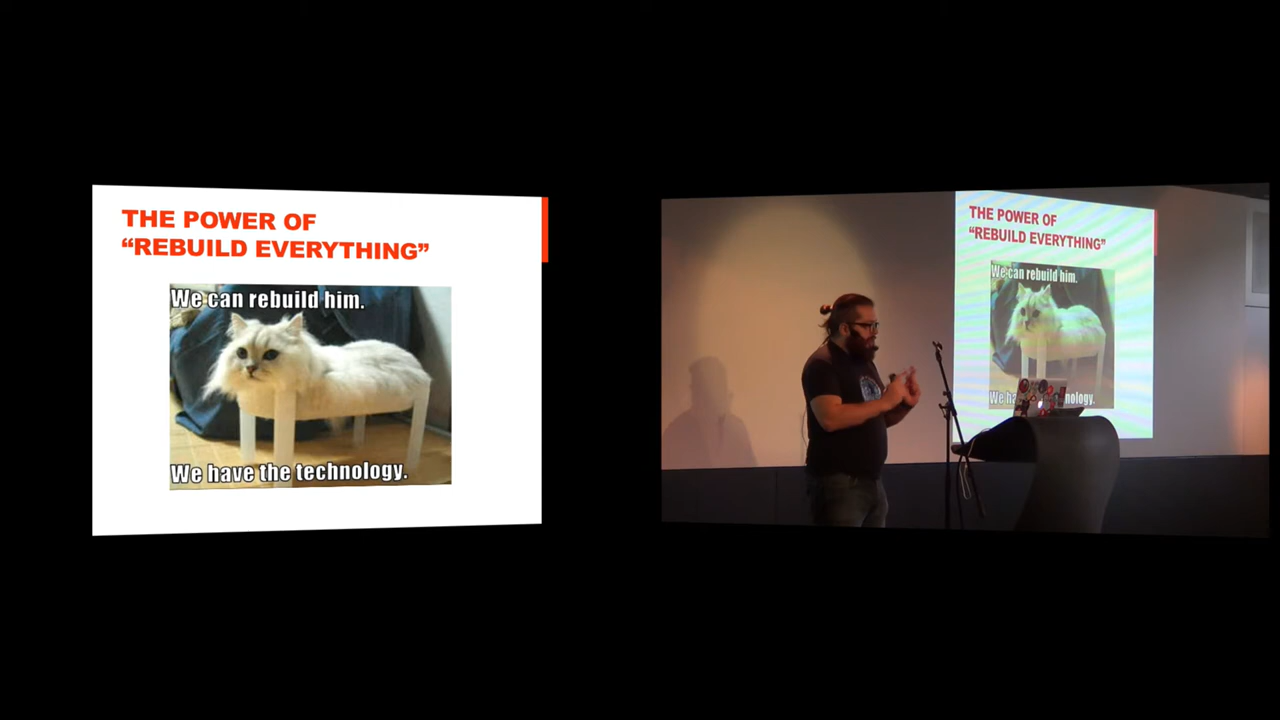 THE POWER OF
“REBUILD EVERYTHING”
We can rebuild him.
We have the technology.
THE POWER OF
“REBUILD EVERYTHING”
We can rebuild him.
We ha nology.